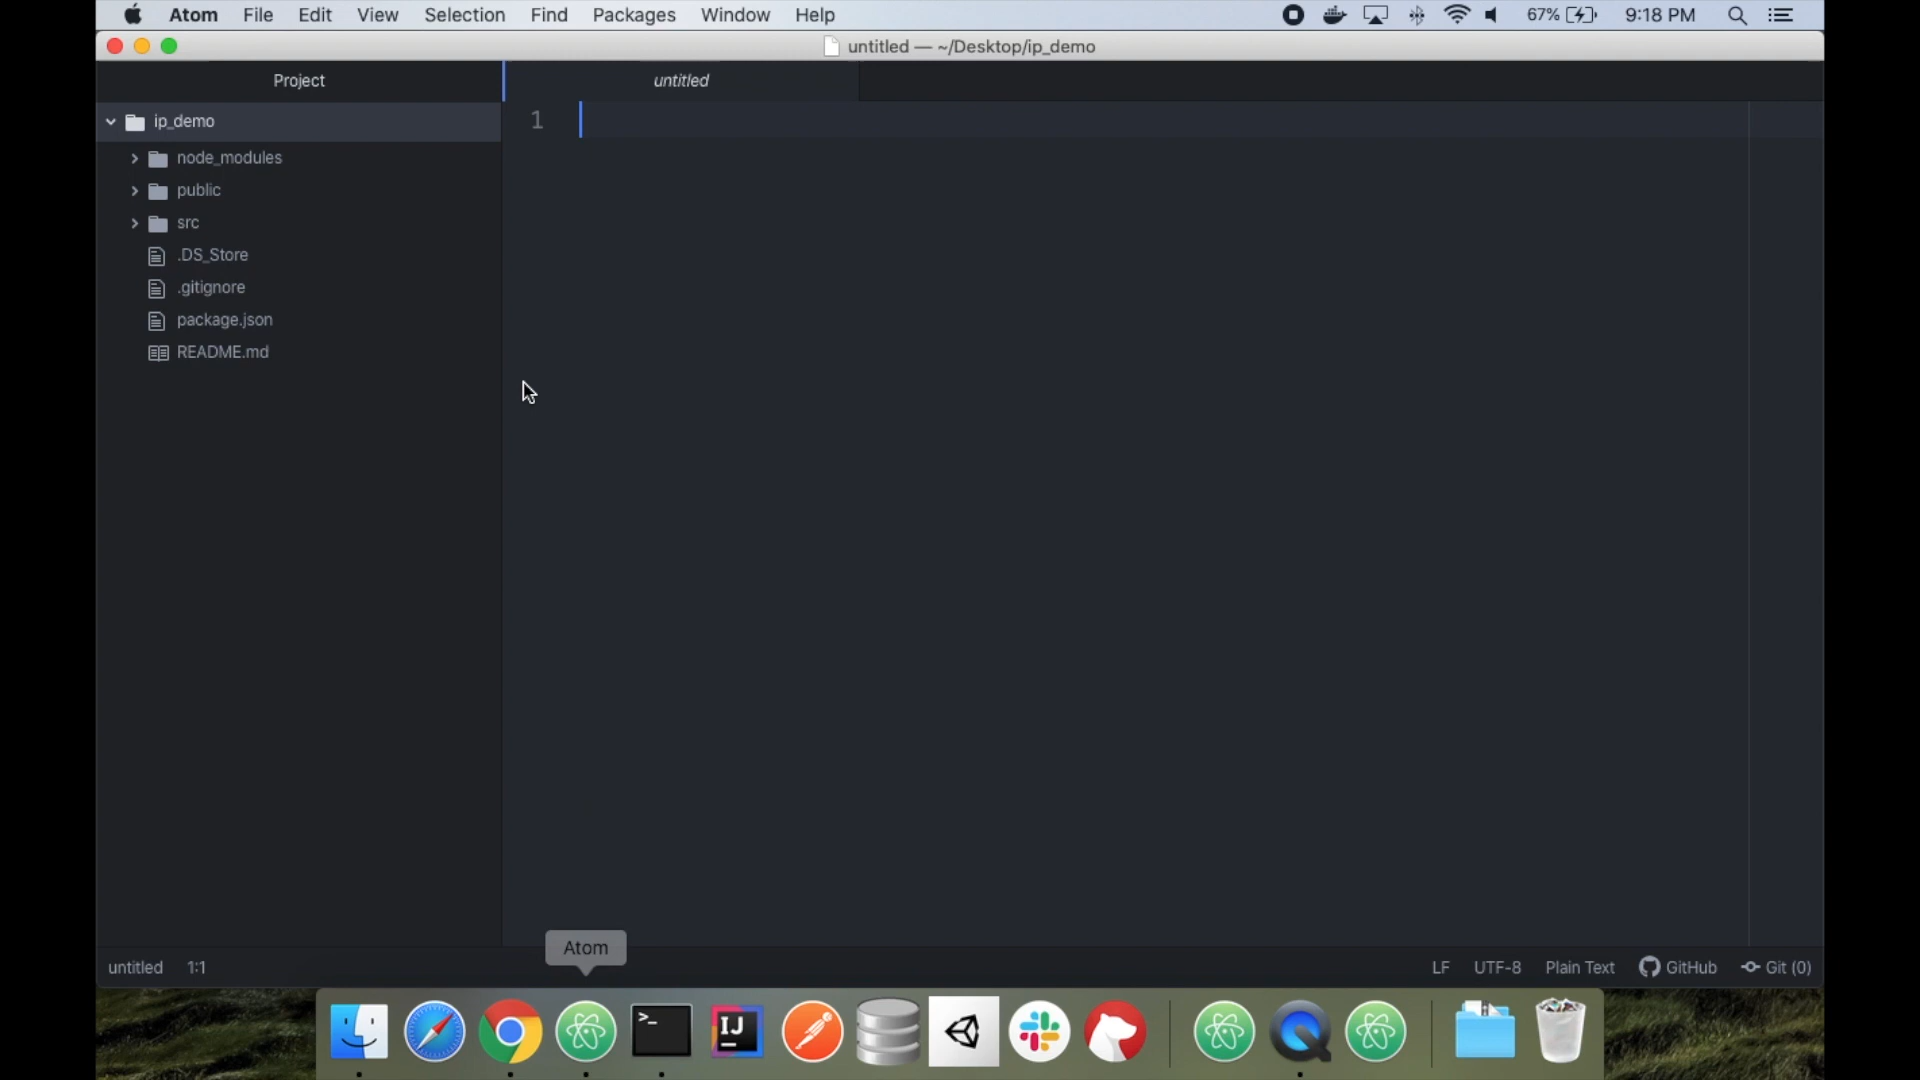 Atom File Edit View Selection Find Packages Window Help 67% 9:18 PM
untitled — ~/Desktop/ip_demo
Project untitled
ip_demo 1
node_modules
public
src
.DS_Store
.gitignore
package.json
README.md
Atom
untitled 1:1 LF UTF-8 Plain Text GitHub Git (0)
>_ IJ